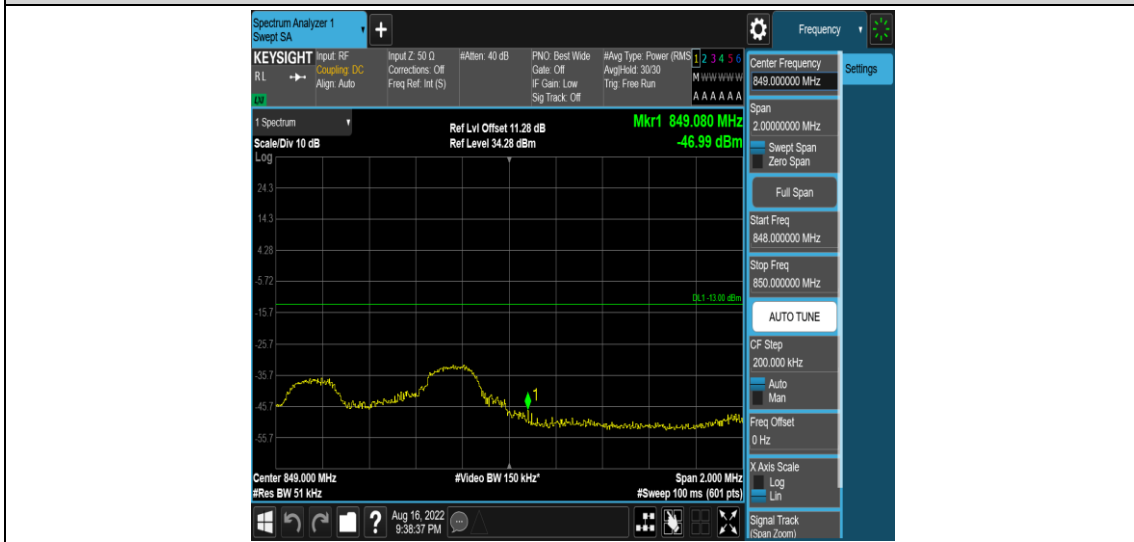 Spectrum Analyzer 1
Swept SA
Frequency
KEYSIGHT
RL
LXI
Input: RF
Coupling: DC
Align: Auto
Input Z: 50 Ω
Corrections: Off
Freq Ref: Int (S)
#Atten: 40 dB
PNO: Best Wide
Gate: Off
IF Gain: Low
Sig Track: Off
#Avg Type: Power (RMS
Avg|Hold: 30/30
Trig: Free Run
1 2 3 4 5 6
M W W W W W
A A A A A A
1 Spectrum
Scale/Div 10 dB
Log
Ref Lvl Offset 11.28 dB
Ref Level 34.28 dBm
Mkr1 849.080 MHz
-46.99 dBm
24.3
14.3
4.28
-5.72
-15.7
-25.7
-35.7
-45.7
-55.7
DL1 -13.00 dBm
1
Center 849.000 MHz
#Res BW 51 kHz
#Video BW 150 kHz*
Span 2.000 MHz
#Sweep 100 ms (601 pts)
?
Aug 16, 2022
9:38:37 PM
Center Frequency
849.000000 MHz
Span
2.00000000 MHz
Swept Span
Zero Span
Full Span
Start Freq
848.000000 MHz
Stop Freq
850.000000 MHz
AUTO TUNE
CF Step
200.000 kHz
Auto
Man
Freq Offset
0 Hz
X Axis Scale
Log
Lin
Signal Track
(Span Zoom)
Settings